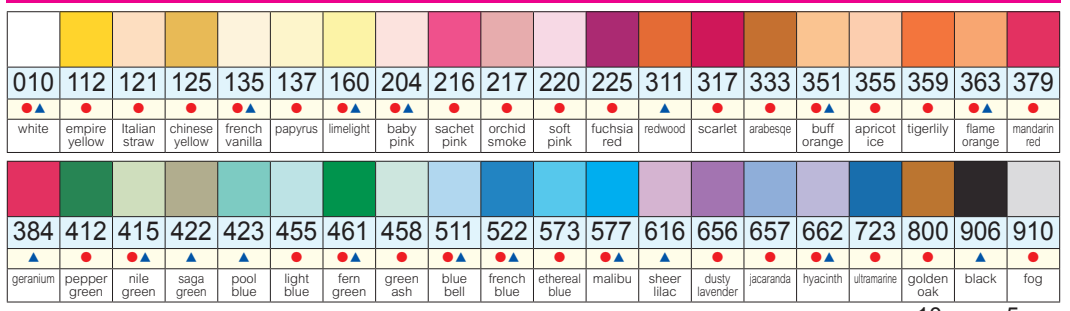 010 112 121 125 135 137 160 204 216 217 220 225 311 317 333 351 355 359 363 379
white empire yellow Italian straw chinese yellow french vanilla papyrus limelight baby pink sachet pink orchid smoke soft pink fuchsia red redwood scarlet arabesqe buff orange apricot ice tigerlily flame orange mandarin red
384 412 415 422 423 455 461 458 511 522 573 577 616 656 657 662 723 800 906 910
geranium pepper green nile green saga green pool blue light blue fern green green ash blue bell french blue ethereal blue malibu sheer lilac dusty lavender jacaranda hyacinth ultramarine golden oak black fog